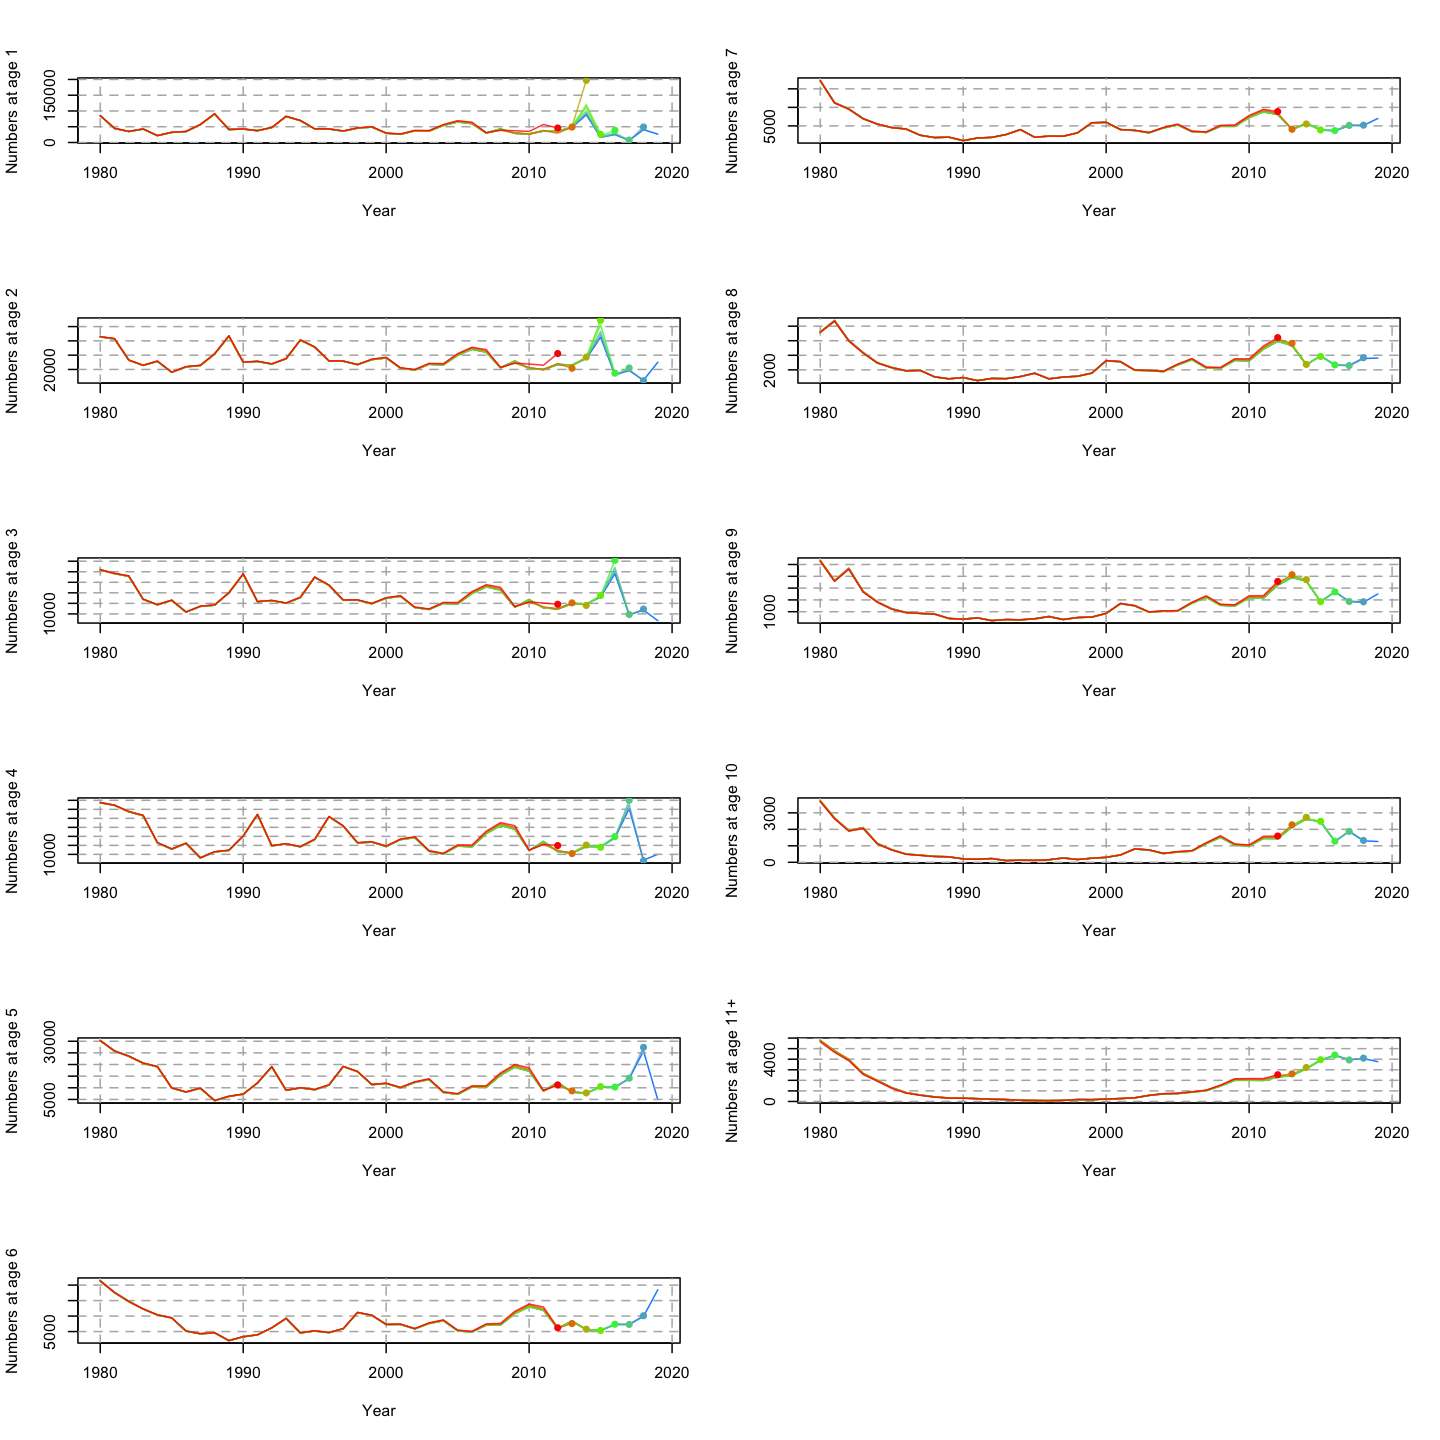 Numbers at age 1
0
150000
1980 1990 2000 2010 2020
Year
Numbers at age 2
20000
1980 1990 2000 2010 2020
Year
Numbers at age 3
10000
1980 1990 2000 2010 2020
Year
Numbers at age 4
10000
1980 1990 2000 2010 2020
Year
Numbers at age 5
5000
30000
1980 1990 2000 2010 2020
Year
Numbers at age 6
5000
1980 1990 2000 2010 2020
Year
Numbers at age 7
5000
1980 1990 2000 2010 2020
Year
Numbers at age 8
2000
1980 1990 2000 2010 2020
Year
Numbers at age 9
1000
1980 1990 2000 2010 2020
Year
Numbers at age 10
0
3000
1980 1990 2000 2010 2020
Year
Numbers at age 11+
0
4000
1980 1990 2000 2010 2020
Year